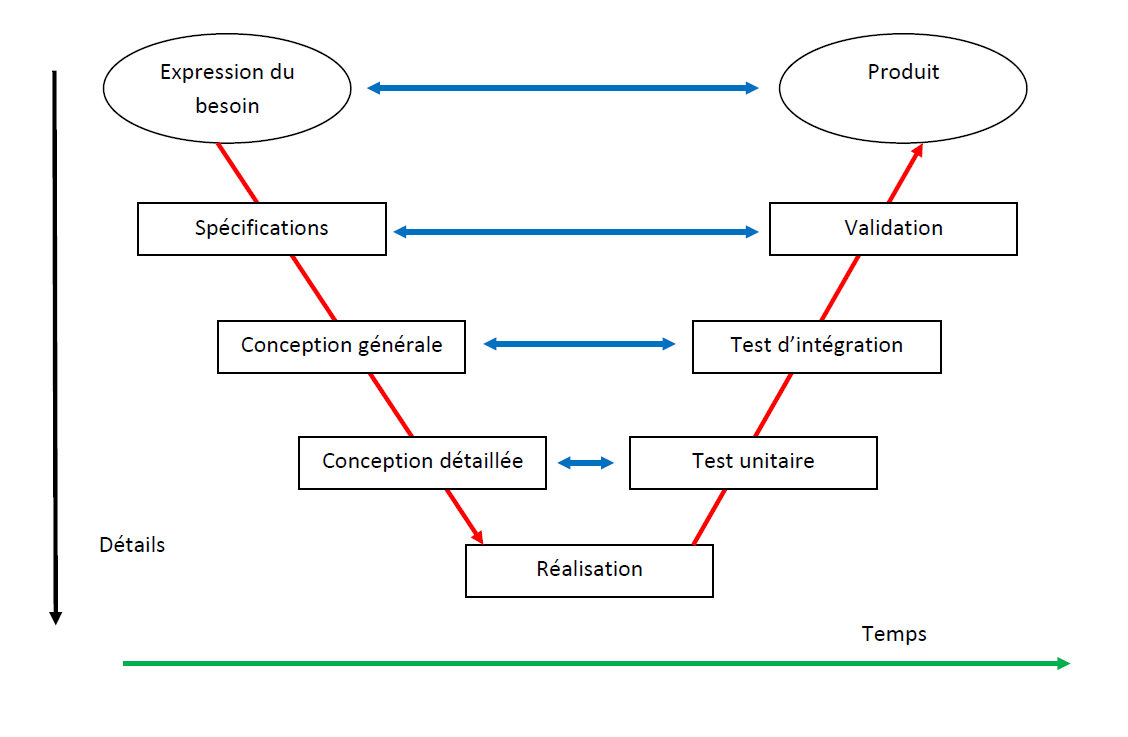 Expression du
besoin
Produit
Spécifications
Validation
Conception générale
Test d’intégration
Conception détaillée
Test unitaire
Détails
Réalisation
Temps